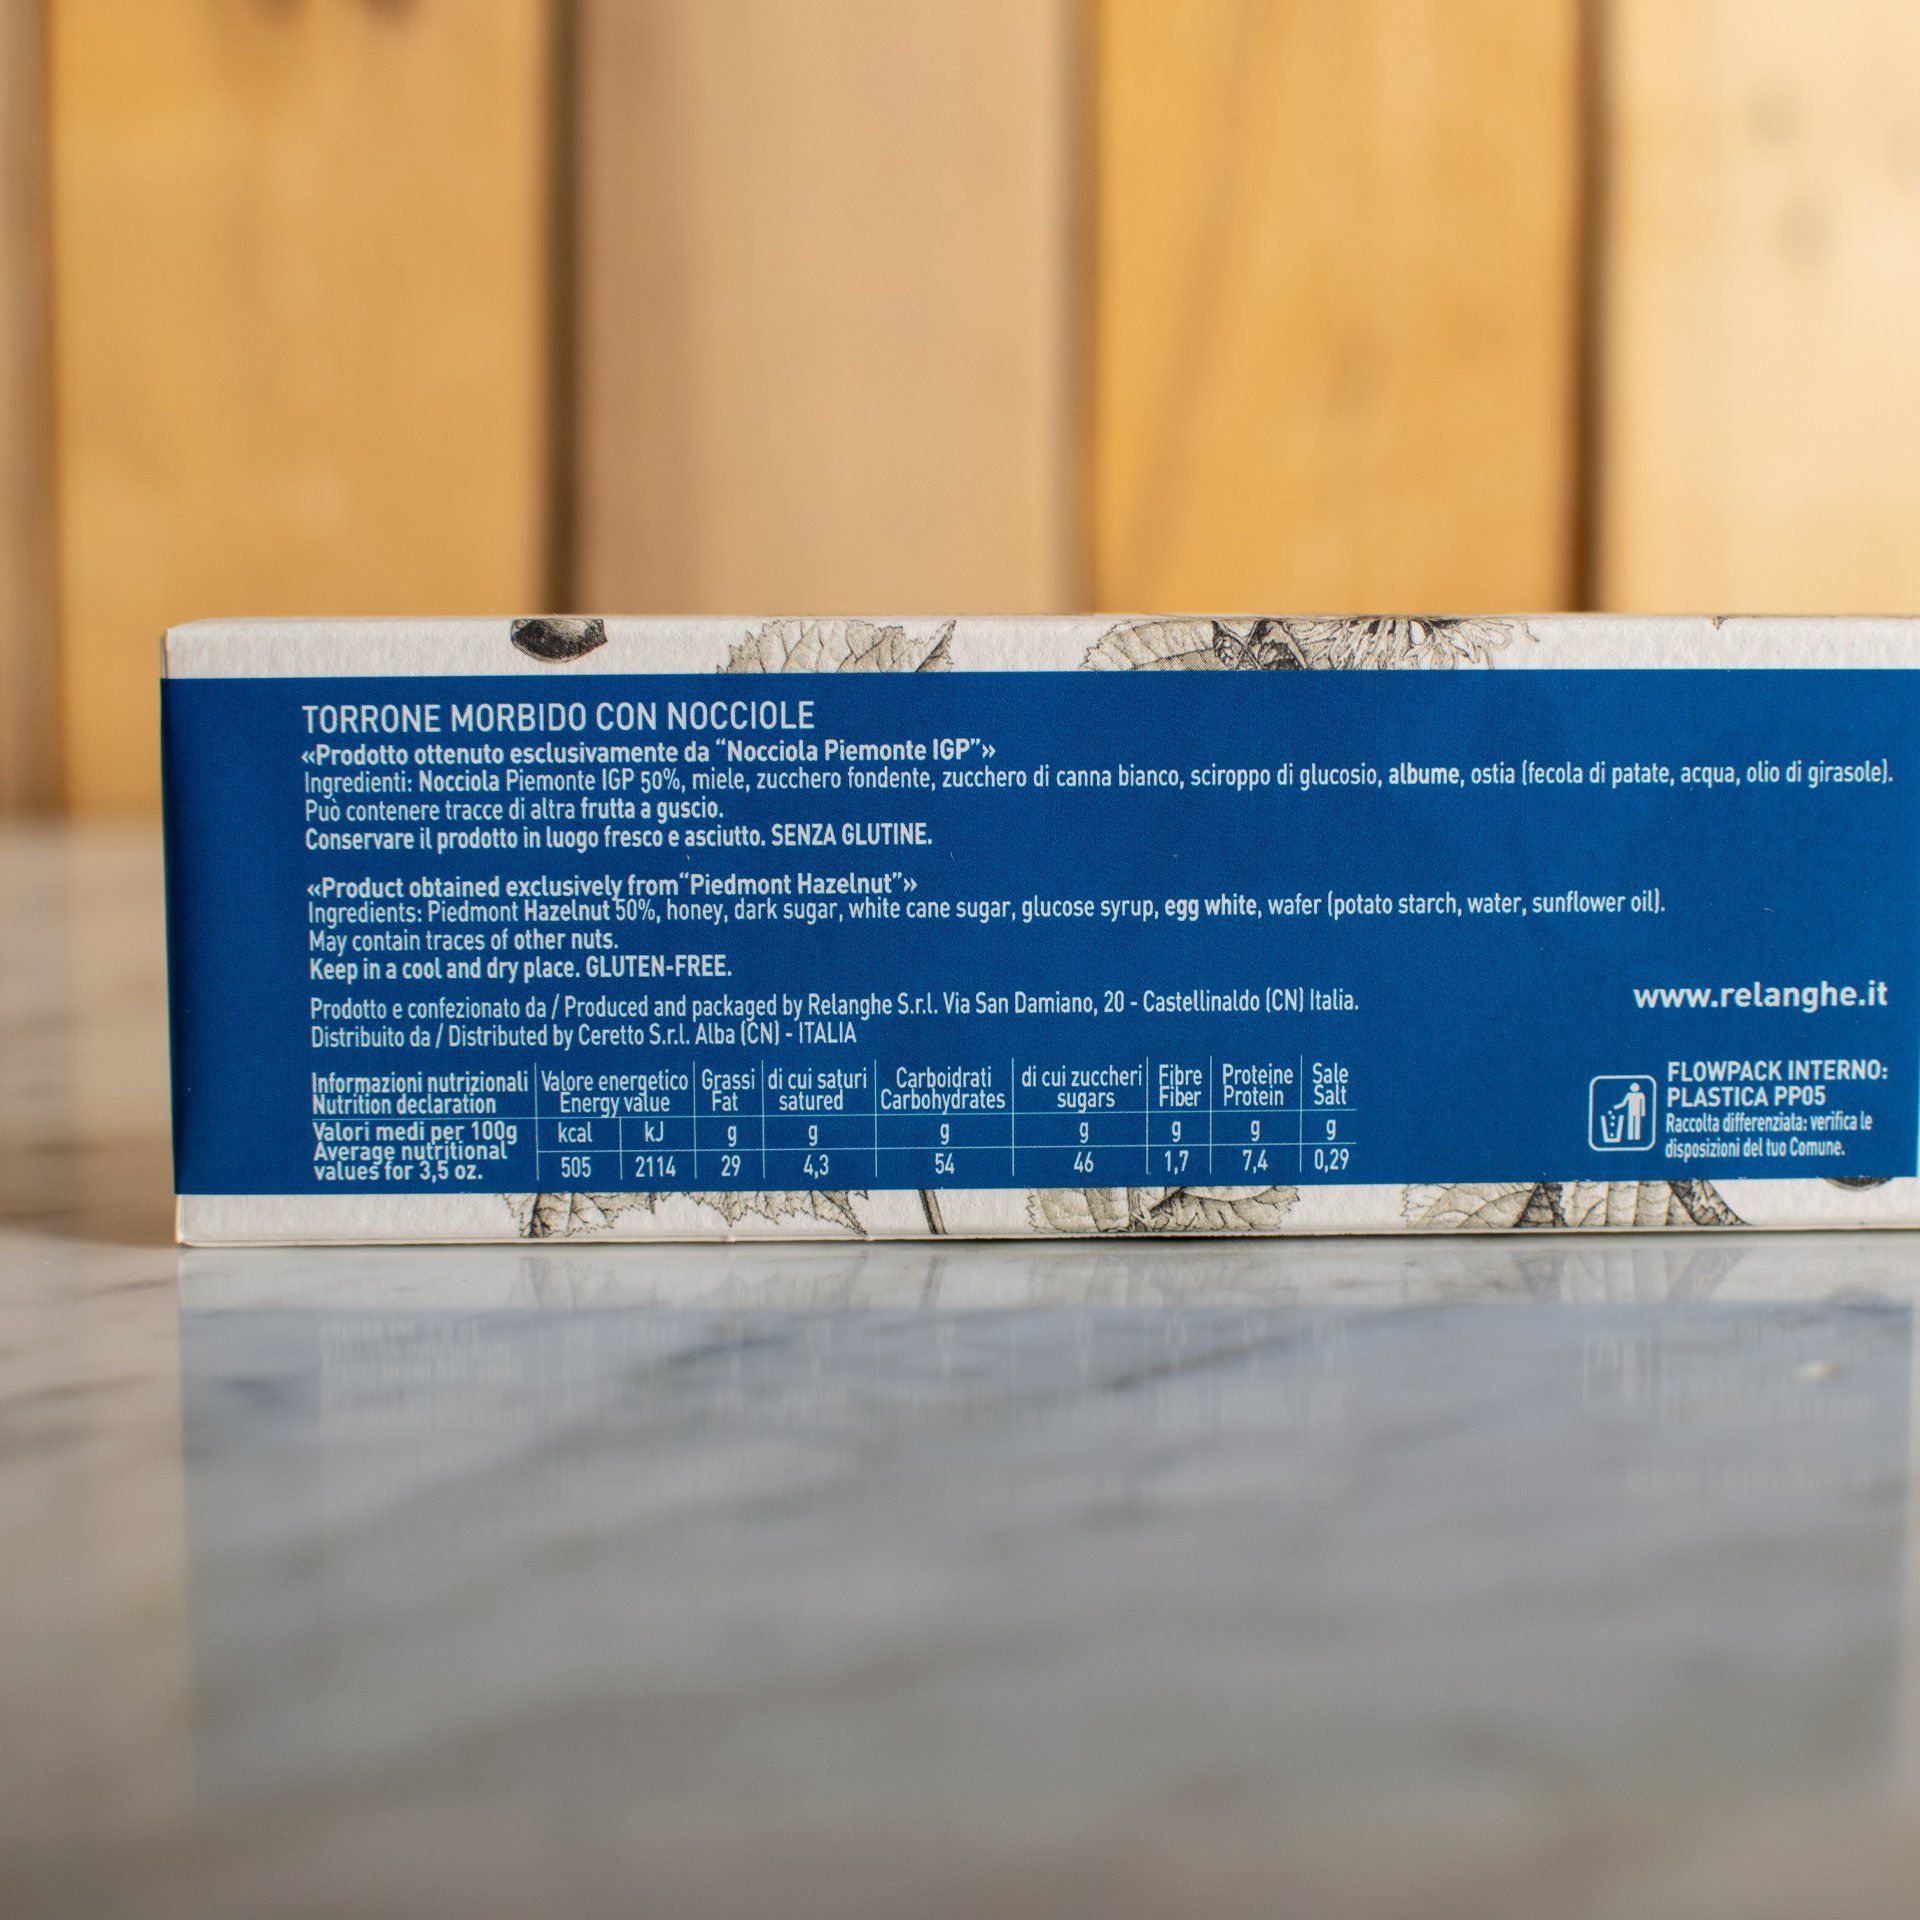 TORRONE MORBIDO CON NOCCIOLE
«Prodotto ottenuto esclusivamente da "Nocciola Piemonte IGP"»
Ingredienti: Nocciola Piemonte IGP 50%, miele, zucchero fondente, zucchero di canna bianco, sciroppo di glucosio, albume, ostia (fecola di patate, acqua, olio di girasole).
Può contenere tracce di altra frutta a guscio.
Conservare il prodotto in luogo fresco e asciutto. SENZA GLUTINE.
«Product obtained exclusively from "Piedmont Hazelnut"»
Ingredients: Piedmont Hazelnut 50%, honey, dark sugar, white cane sugar, glucose syrup, egg white, wafer (potato starch, water, sunflower oil).
May contain traces of other nuts.
Keep in a cool and dry place. GLUTEN-FREE.
Prodotto e confezionato da / Produced and packaged by Relanghe S.r.l. Via San Damiano, 20 - Castellinaldo (CN) Italia.
Distribuito da / Distributed by Ceretto S.r.l. Alba (CN) - ITALIA
Informazioni nutrizionali Valore energetico Grassi di cui saturi Carboidrati di cui zuccheri Fibre Proteine Sale
Nutrition declaration Energy value Fat satured Carbohydrates sugars Fiber Protein Salt
Valori medi per 100g kcal kJ g g g g g g g
Average nutritional
values for 3,5 oz. 505 2114 29 4,3 54 46 1,7 7,4 0,29
www.relanghe.it
FLOWPACK INTERNO:
PLASTICA PP05
Raccolta differenziata: verifica le
disposizioni del tuo Comune.